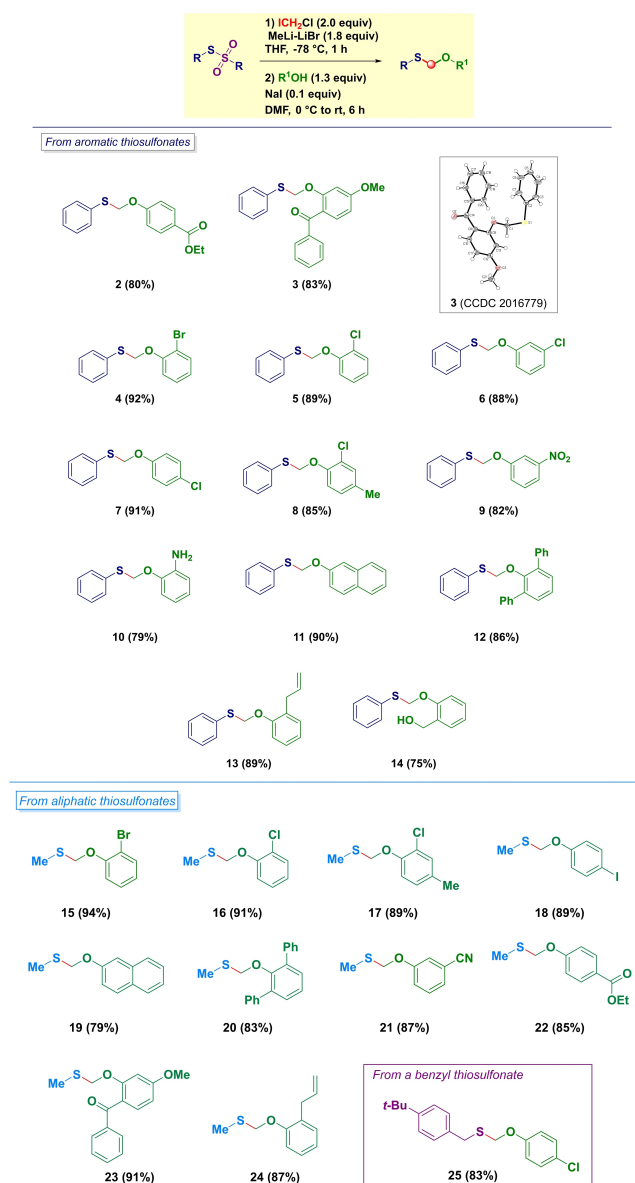 1) ICH2Cl (2.0 equiv)
MeLi-LiBr (1.8 equiv)
THF, -78 °C, 1 h
R S S O O R
R S O R1
2) R1OH (1.3 equiv)
NaI (0.1 equiv)
DMF, 0 °C to rt, 6 h
From aromatic thiosulfonates
S O O OEt
S O OMe O
2 (80%)
3 (83%)
3 (CCDC 2016779)
S O Br
S O Cl
S O Cl
4 (92%)
5 (89%)
6 (88%)
S O Cl
S O Cl Me
S O NO2
7 (91%)
8 (85%)
9 (82%)
S O NH2
S O
S O Ph Ph
10 (79%)
11 (90%)
12 (86%)
S O
S O HO
13 (89%)
14 (75%)
From aliphatic thiosulfonates
Me S O Br
Me S O Cl
Me S O Cl Me
Me S O I
15 (94%)
16 (91%)
17 (89%)
18 (89%)
Me S O
Me S O Ph Ph
Me S O CN
Me S O O EtO
19 (79%)
20 (83%)
21 (87%)
22 (85%)
Me S O OMe O
Me S O
From a benzyl thiosulfonate
t-Bu S O Cl
23 (91%)
24 (87%)
25 (83%)